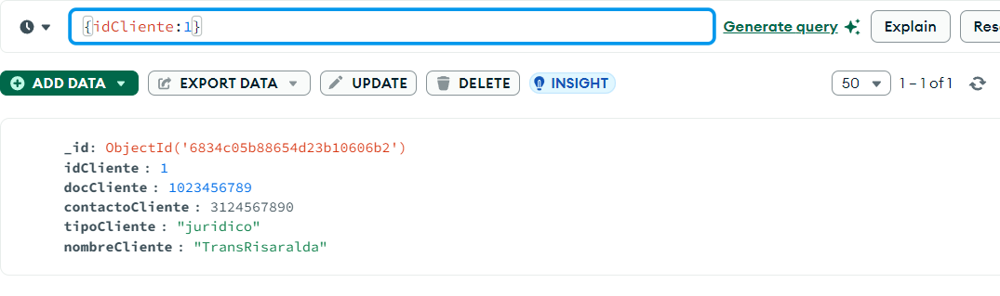 {idCliente:1} Generate query Explain
ADD DATA EXPORT DATA UPDATE DELETE INSIGHT 50 1 – 1 of 1
_id: ObjectId('6834c05b88654d23b10606b2')
idCliente : 1
docCliente : 1023456789
contactoCliente : 3124567890
tipoCliente : "juridico"
nombreCliente : "TransRisaralda"